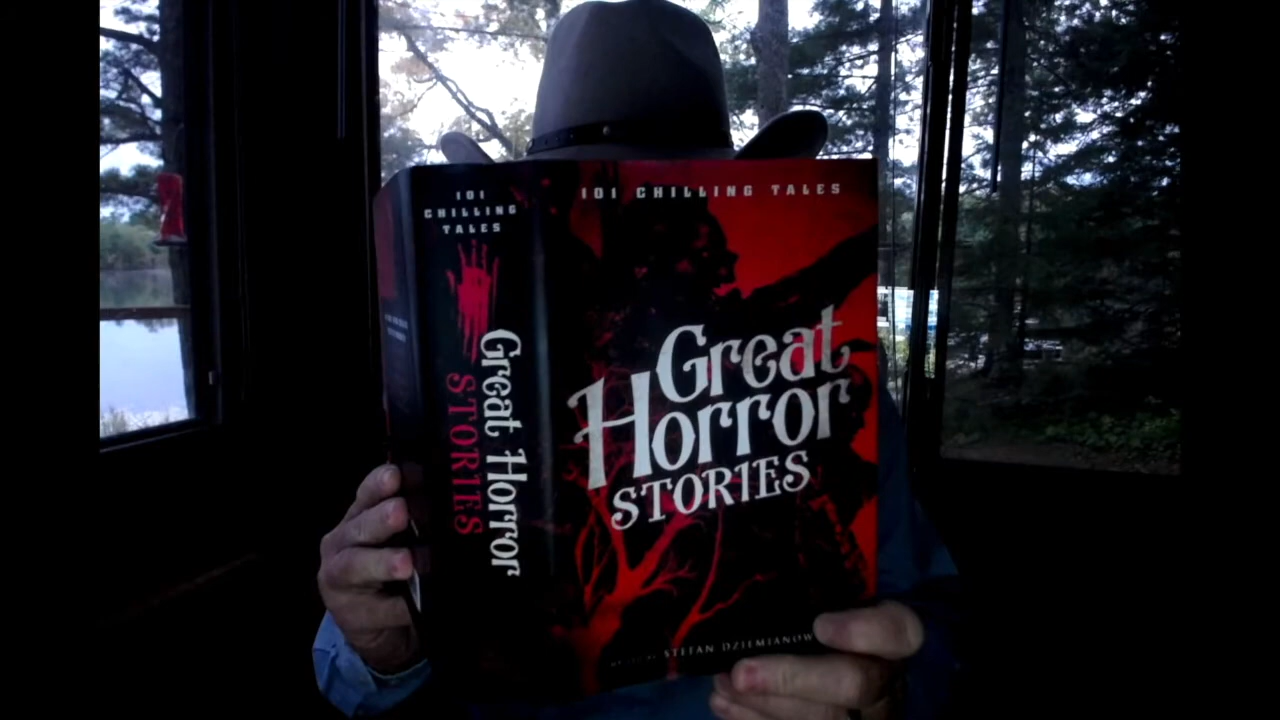 101
CHILLING
TALES
Great Horror
STORIES
101 CHILLING TALES
Great
Horror
STORIES
STEFAN DZIEMIANOW